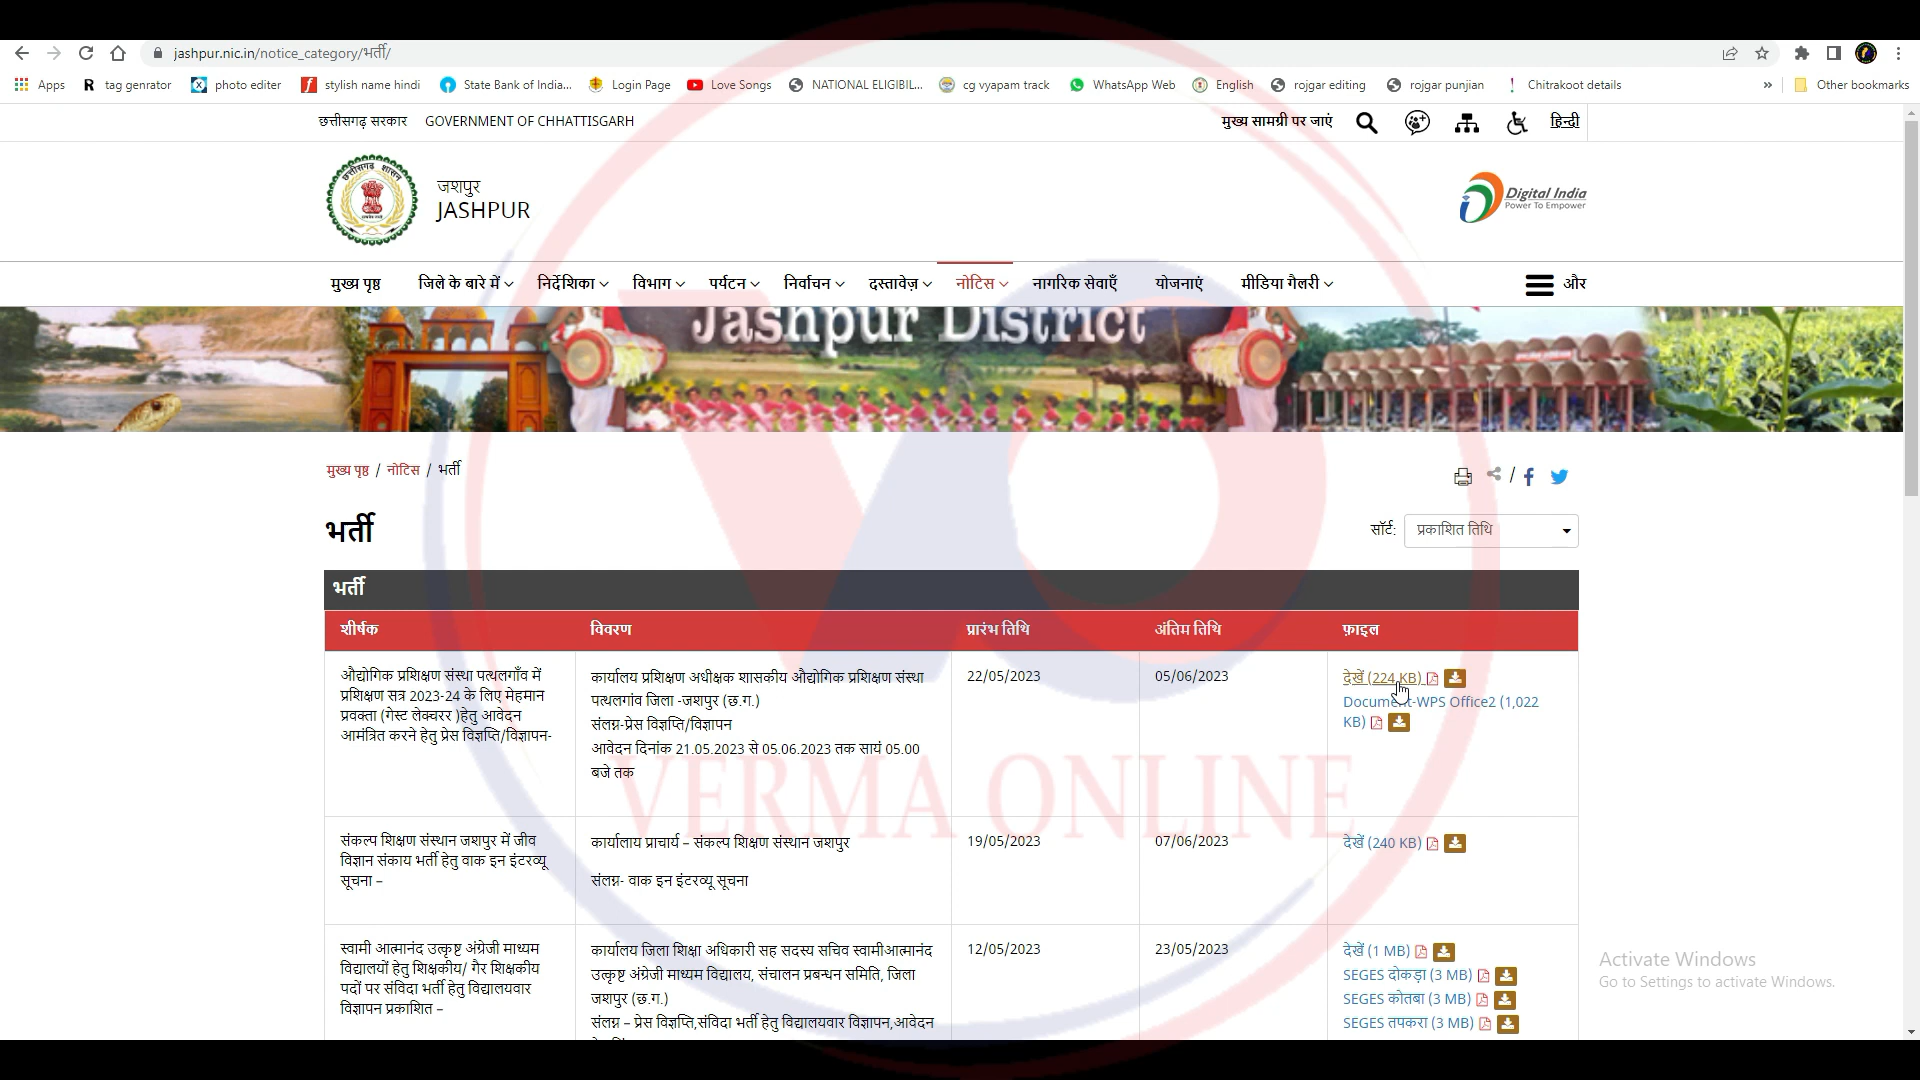 jashpur.nic.in/notice_category/भर्ती/
Apps
tag genrator
photo editer
stylish name hindi
State Bank of India...
Login Page
Love Songs
NATIONAL ELIGIBIL...
cg vyapam track
WhatsApp Web
English
rojgar editing
rojgar punjian
Chitrakoot details
»
Other bookmarks
छत्तीसगढ़ सरकार GOVERNMENT OF CHHATTISGARH
मुख्य सामग्री पर जाएं
हिन्दी
जशपुर
JASHPUR
Digital India
Power To Empower
मुख्य पृष्ठ
जिले के बारे में
निर्देशिका
विभाग
पर्यटन
निर्वाचन
दस्तावेज़
नोटिस
नागरिक सेवाएँ
योजनाएं
मीडिया गैलरी
और
Jashpur District
मुख्य पृष्ठ / नोटिस / भर्ती
भर्ती
सॉर्ट: प्रकाशित तिथि
भर्ती
शीर्षक
विवरण
प्रारंभ तिथि
अंतिम तिथि
फ़ाइल
औद्योगिक प्रशिक्षण संस्था पत्थलगाँव में
प्रशिक्षण सत्र 2023-24 के लिए मेहमान
प्रवक्ता (गेस्ट लेक्चरर )हेतु आवेदन
आमंत्रित करने हेतु प्रेस विज्ञप्ति/विज्ञापन-
कार्यालय प्रशिक्षण अधीक्षक शासकीय औद्योगिक प्रशिक्षण संस्था
पत्थलगांव जिला -जशपुर (छ.ग.)
संलग्न-प्रेस विज्ञप्ति/विज्ञापन
आवेदन दिनांक 21.05.2023 से 05.06.2023 तक सायं 05.00
बजे तक
22/05/2023
05/06/2023
देखें (224 KB)
Document-WPS Office2 (1,022
KB)
संकल्प शिक्षण संस्थान जशपुर में जीव
विज्ञान संकाय भर्ती हेतु वाक इन इंटरव्यू
सूचना –
कार्यालाय प्राचार्य – संकल्प शिक्षण संस्थान जशपुर
संलग्न- वाक इन इंटरव्यू सूचना
19/05/2023
07/06/2023
देखें (240 KB)
स्वामी आत्मानंद उत्कृष्ट अंग्रेजी माध्यम
विद्यालयों हेतु शिक्षकीय/ गैर शिक्षकीय
पदों पर संविदा भर्ती हेतु विद्यालयवार
विज्ञापन प्रकाशित –
कार्यालय जिला शिक्षा अधिकारी सह सदस्य सचिव स्वामीआत्मानंद
उत्कृष्ट अंग्रेजी माध्यम विद्यालय, संचालन प्रबन्धन समिति, जिला
जशपुर (छ.ग.)
संलग्न – प्रेस विज्ञप्ति,संविदा भर्ती हेतु विद्यालयवार विज्ञापन,आवेदन
12/05/2023
23/05/2023
देखें (1 MB)
SEGES दोकड़ा (3 MB)
SEGES कोतबा (3 MB)
SEGES तपकरा (3 MB)
VERMA ONLINE
Activate Windows
Go to Settings to activate Windows.